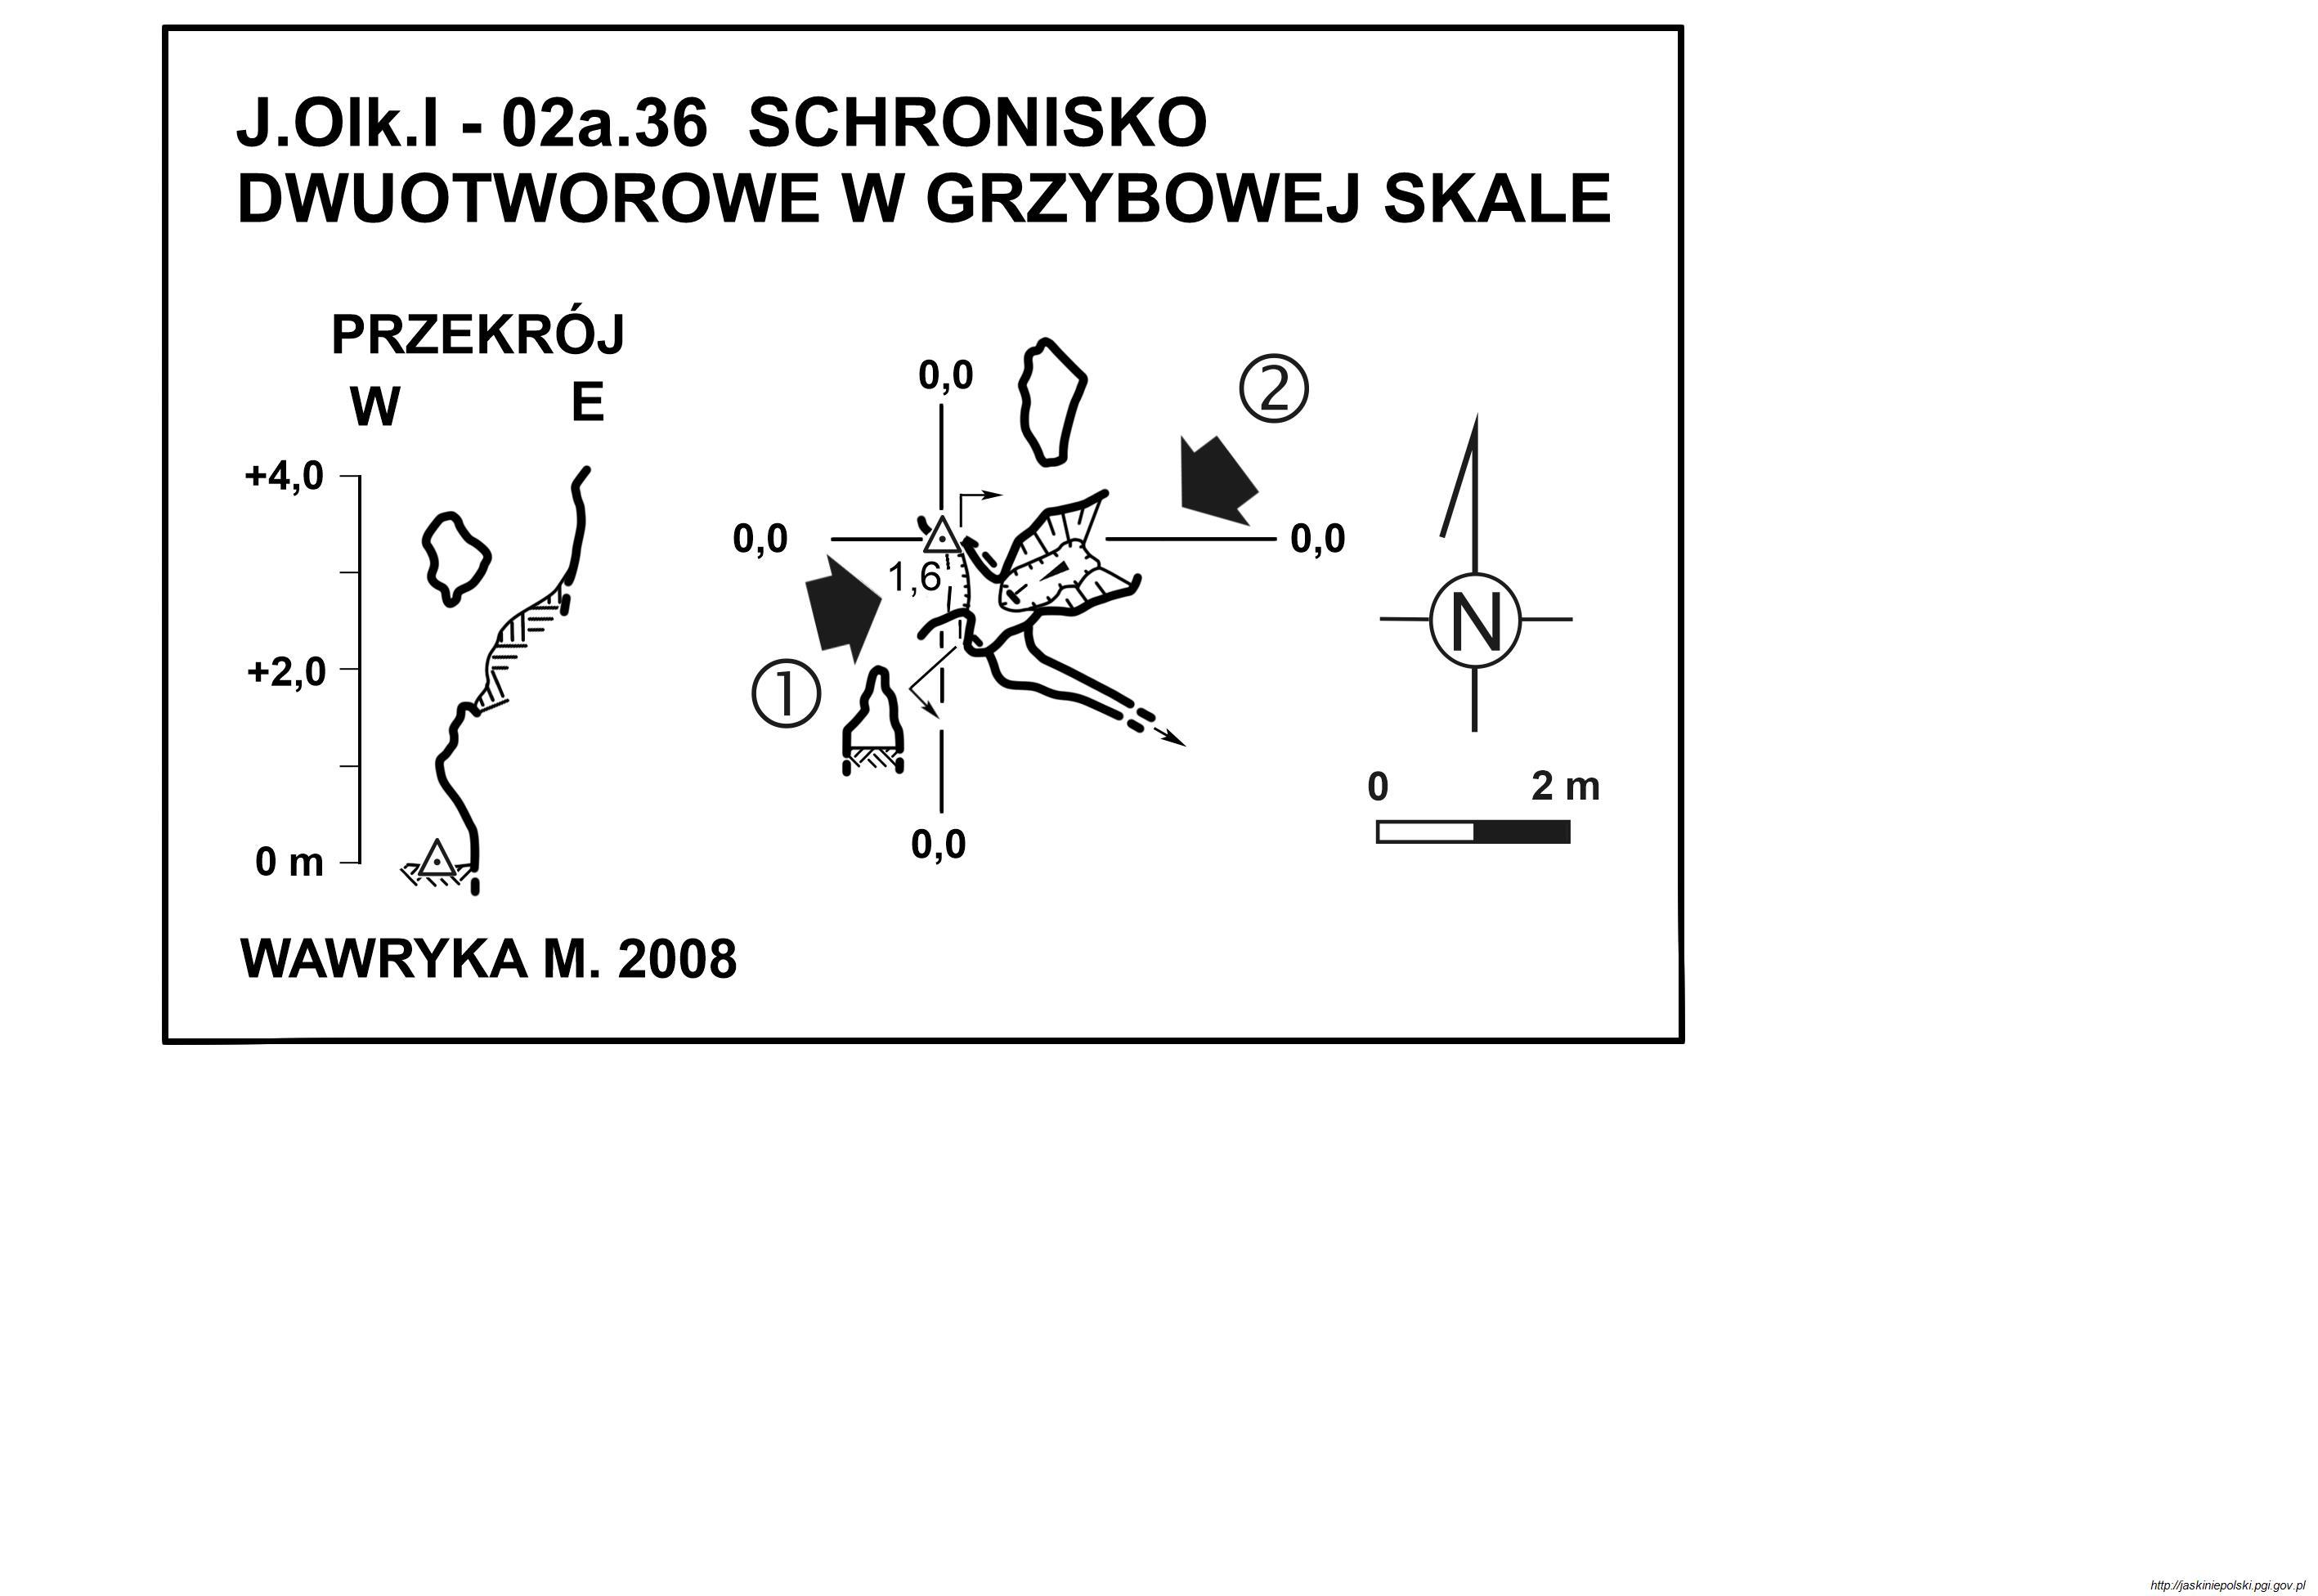 J.Olk.I - 02a.36 SCHRONISKO
DWUOTWOROWE W GRZYBOWEJ SKALE
PRZEKRÓJ
W E
+4,0
+2,0
0 m
0,0
2
0,0
0,0
1,6
1
0,0
N
0 2 m
WAWRYKA M. 2008
http://jaskiniepolski.pgi.gov.pl